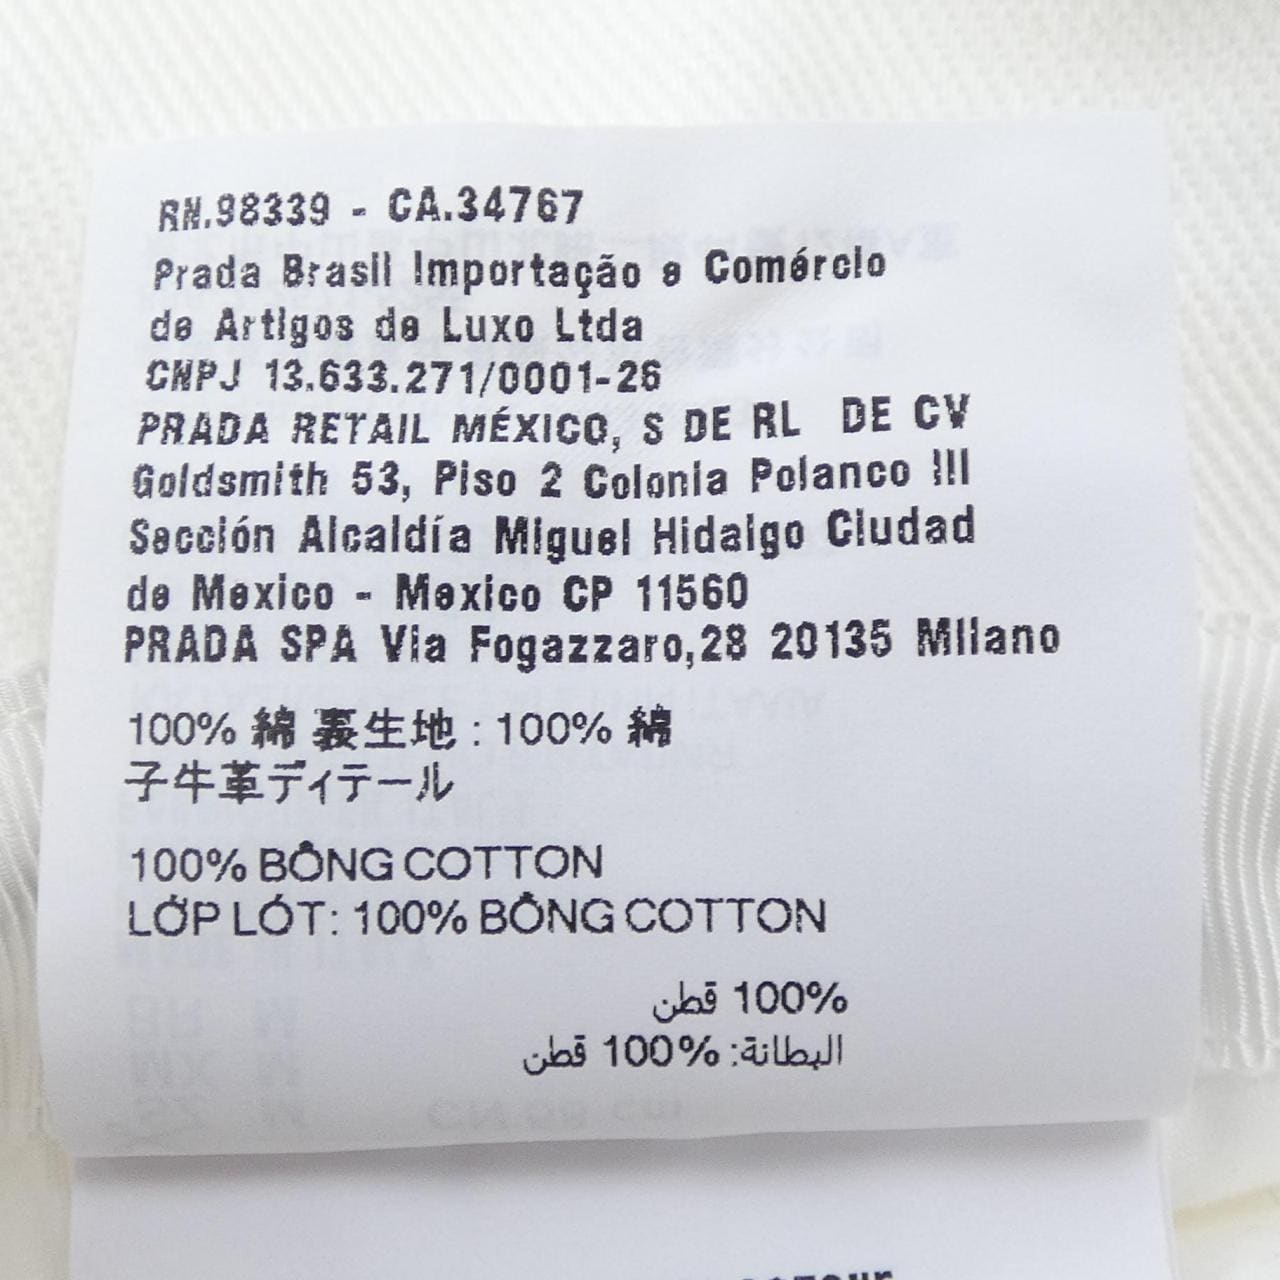 RN.98339 - CA.34767
Prada Brasil Importação e Comércio
de Artigos de Luxo Ltda
CNPJ 13.633.271/0001-26
PRADA RETAIL MÉXICO, S DE RL DE CV
Goldsmith 53, Piso 2 Colonia Polanco III
Sección Alcaldía Miguel Hidalgo Ciudad
de Mexico - Mexico CP 11560
PRADA SPA Via Fogazzaro,28 20135 Milano
100% 綿 裏生地 : 100% 綿
子牛革ディテール
100% BÔNG COTTON
LỚP LÓT: 100% BÔNG COTTON
100% قطن
البطانة: 100% قطن